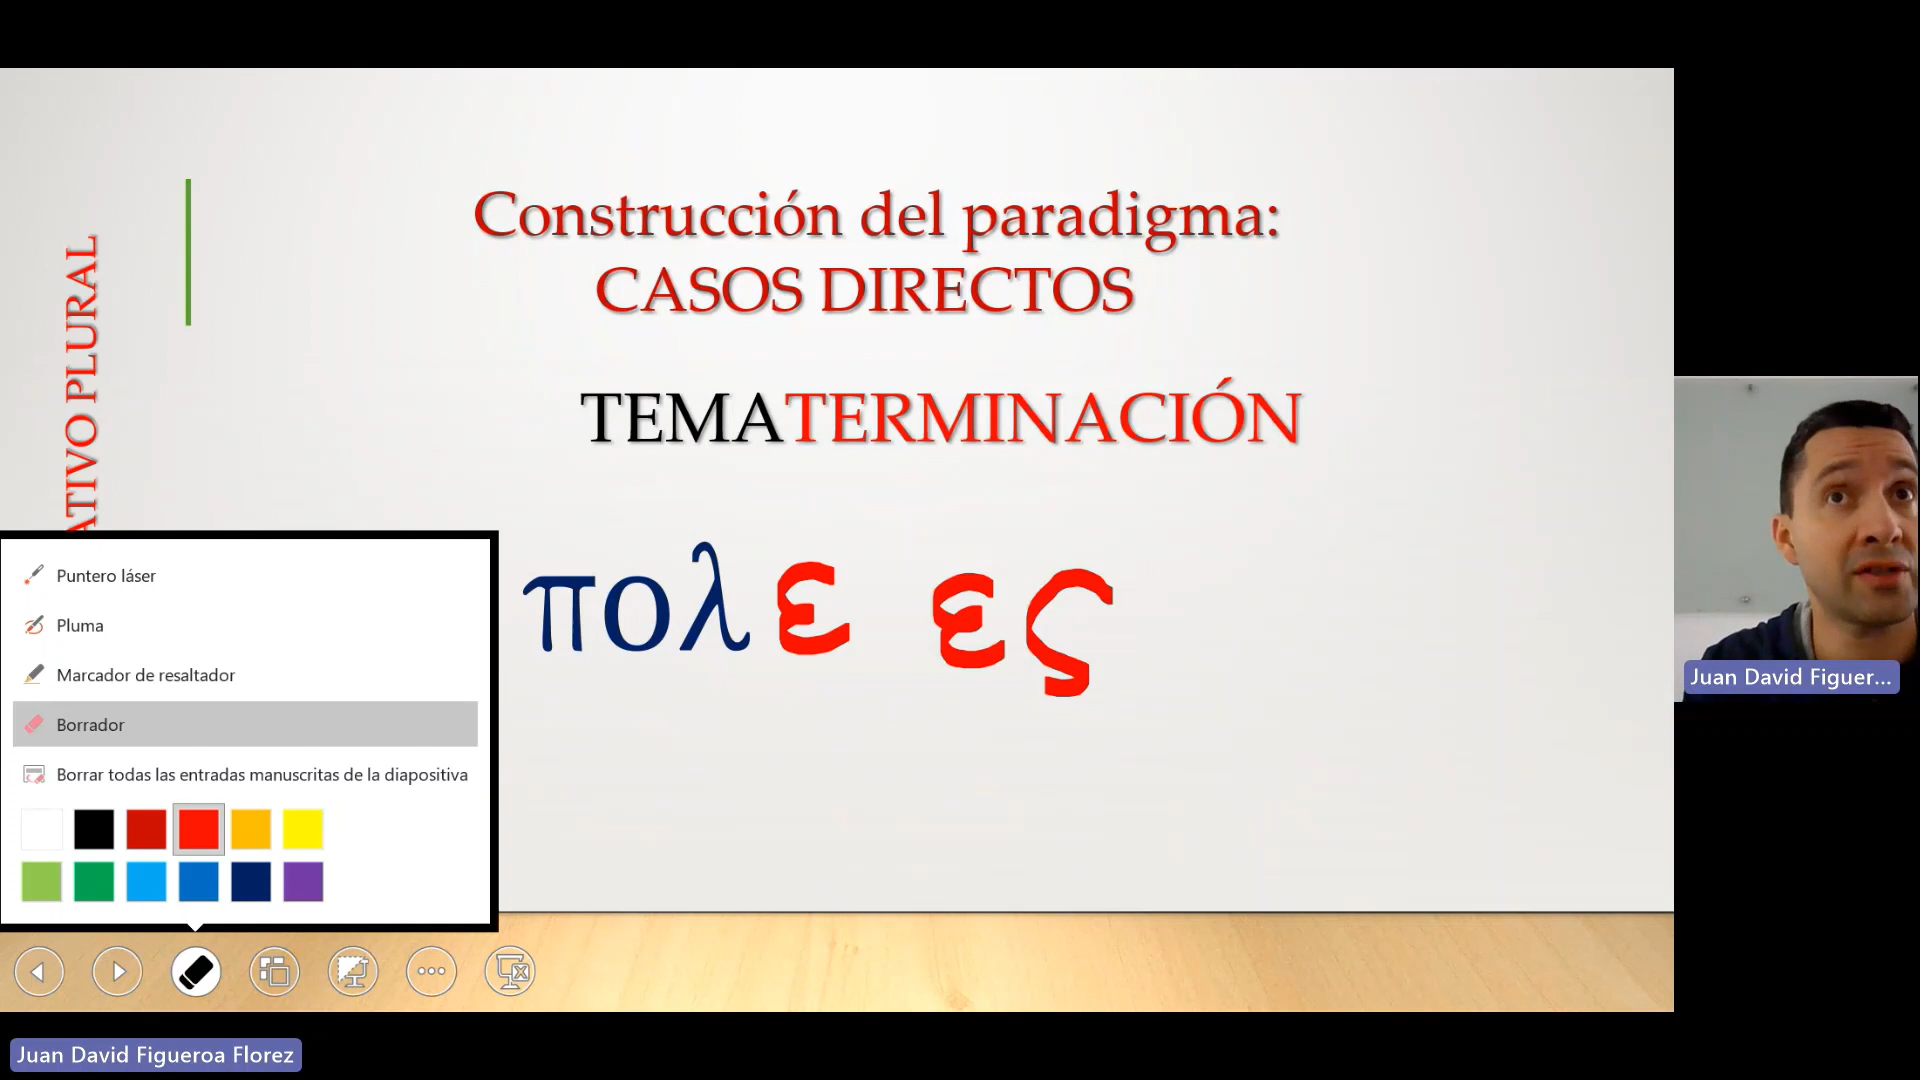 Construcción del paradigma:
CASOS DIRECTOS
ATIVO PLURAL
TEMATERMINACIÓN
πολε ες
Puntero láser
Pluma
Marcador de resaltador
Borrador
Borrar todas las entradas manuscritas de la diapositiva
Juan David Figuer...
Juan David Figueroa Florez